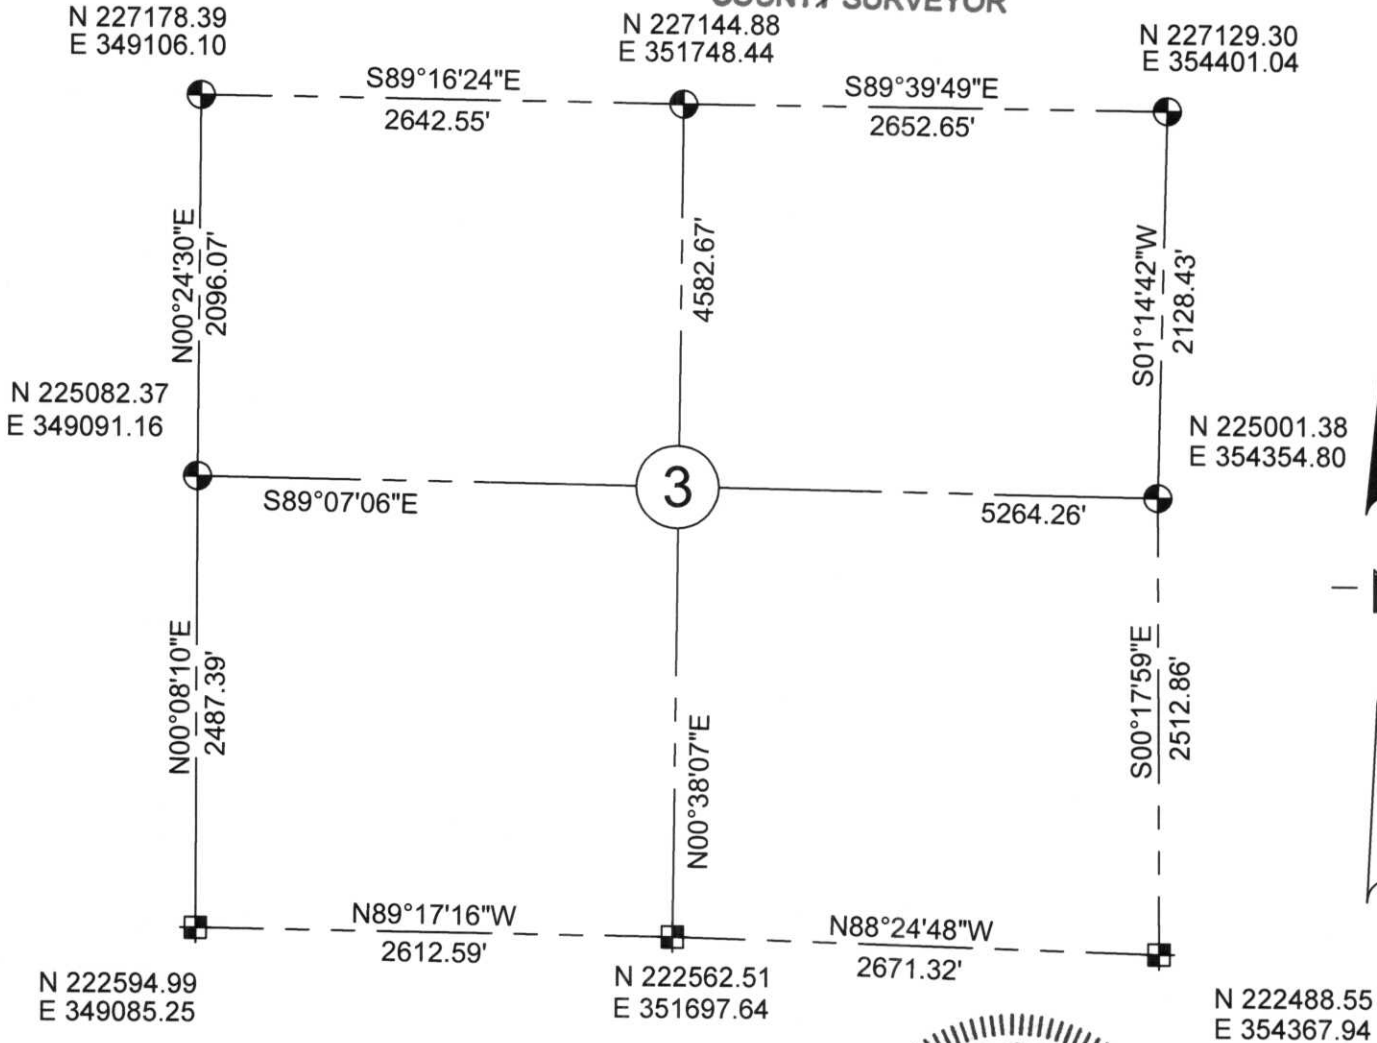 COUNTY SURVEYOR
N 227178.39
E 349106.10
N 227144.88
E 351748.44
N 227129.30
E 354401.04
S89°16'24"E
2642.55'
S89°39'49"E
2652.65'
N00°24'30"E
2096.07'
4582.67'
S01°14'42"W
2128.43'
N 225082.37
E 349091.16
N 225001.38
E 354354.80
3
S89°07'06"E
5264.26'
N00°08'10"E
2487.39'
N00°38'07"E
S00°17'59"E
2512.86'
N89°17'16"W
2612.59'
N88°24'48"W
2671.32'
N 222594.99
E 349085.25
N 222562.51
E 351697.64
N 222488.55
E 354367.94